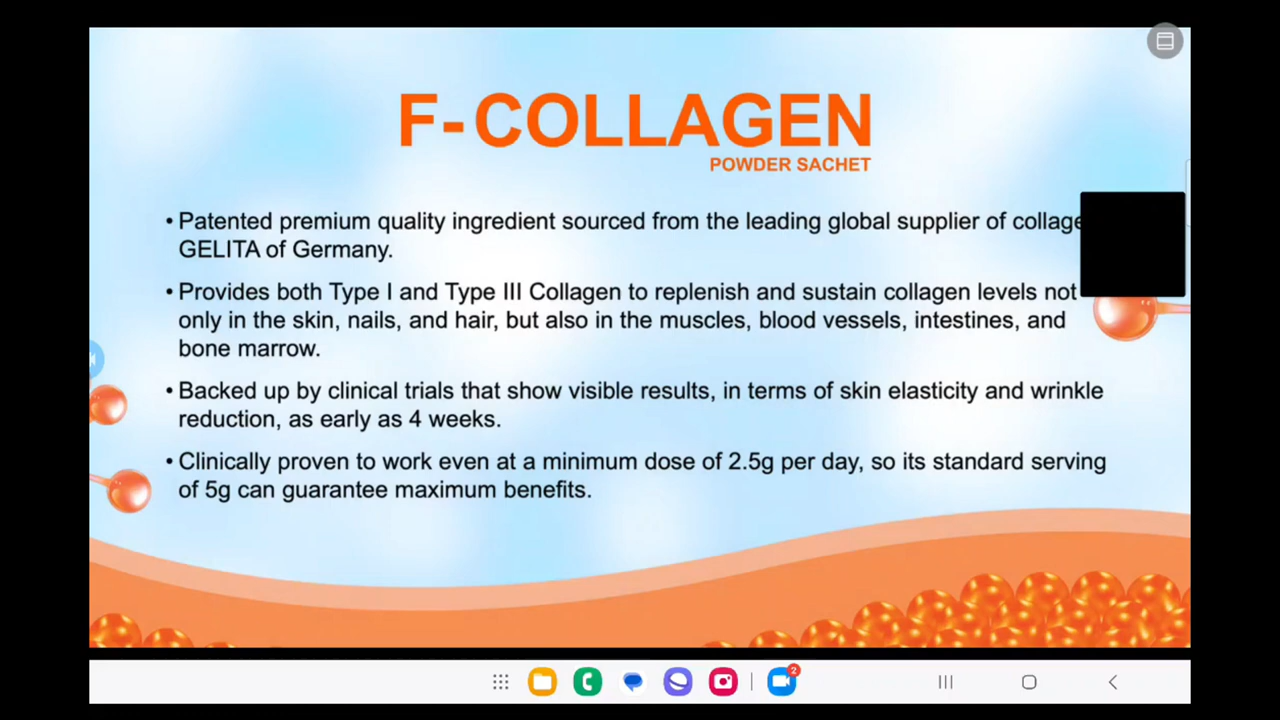 F-COLLAGEN
POWDER SACHET
• Patented premium quality ingredient sourced from the leading global supplier of
GELITA of Germany.
• Provides both Type I and Type III Collagen to replenish and sustain collagen levels not
only in the skin, nails, and hair, but also in the muscles, blood vessels, intestines, and
bone marrow.
• Backed up by clinical trials that show visible results, in terms of skin elasticity and wrinkle
reduction, as early as 4 weeks.
• Clinically proven to work even at a minimum dose of 2.5g per day, so its standard serving
of 5g can guarantee maximum benefits.
2